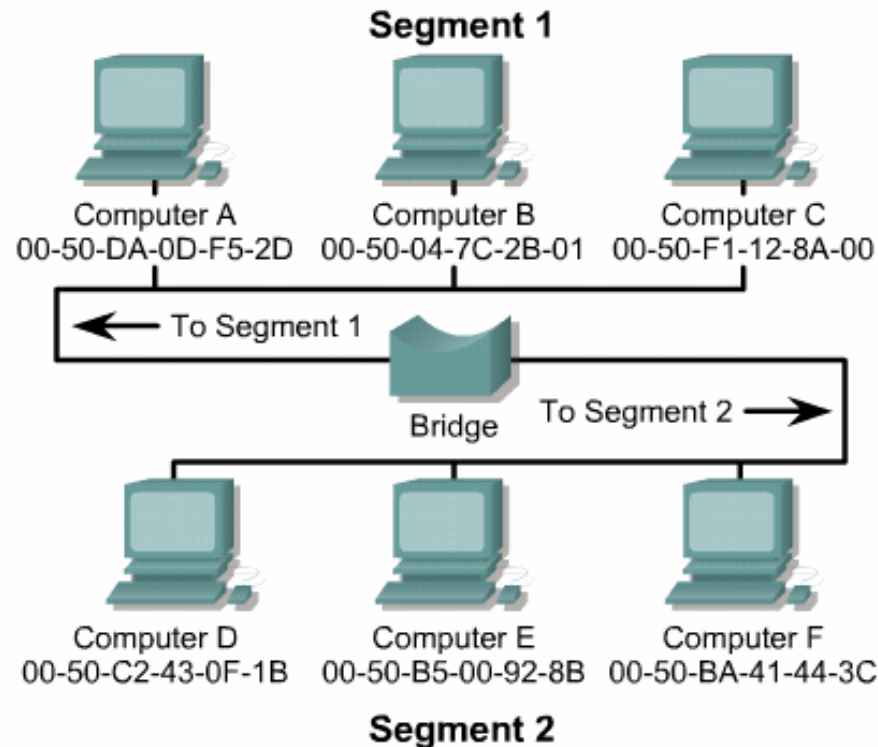 Segment 1
Computer A
00-50-DA-0D-F5-2D
Computer B
00-50-04-7C-2B-01
Computer C
00-50-F1-12-8A-00
To Segment 1
Bridge
To Segment 2
Computer D
00-50-C2-43-0F-1B
Computer E
00-50-B5-00-92-8B
Computer F
00-50-BA-41-44-3C
Segment 2